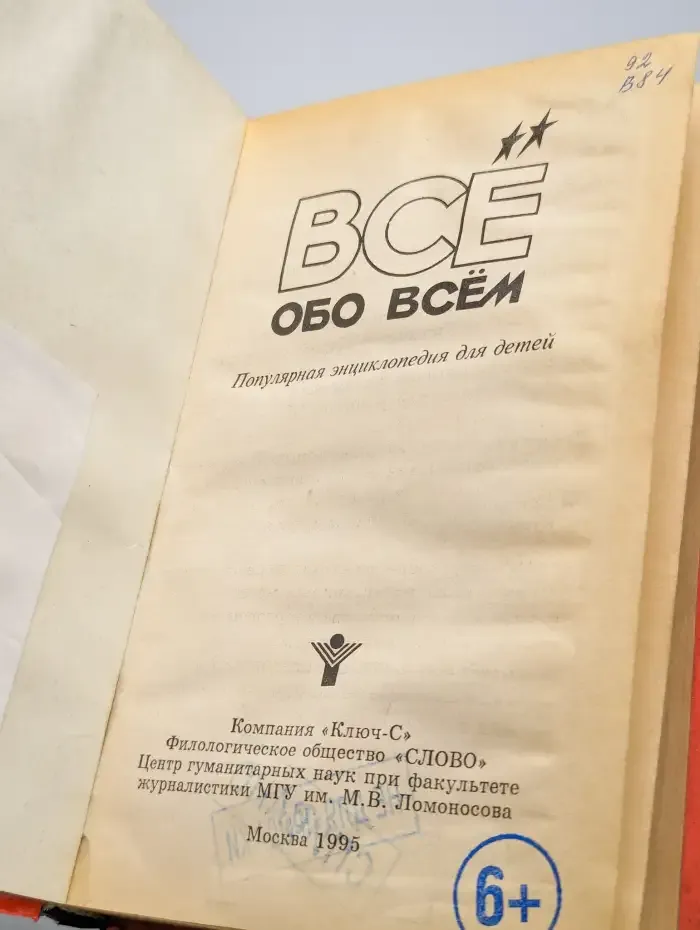 92
В84
ВСЁ
ОБО ВСЁМ
Популярная энциклопедия для детей
Компания «Ключ-С»
Филологическое общество «СЛОВО»
Центр гуманитарных наук при факультете
журналистики МГУ им. М.В. Ломоносова
Москва 1995
6+